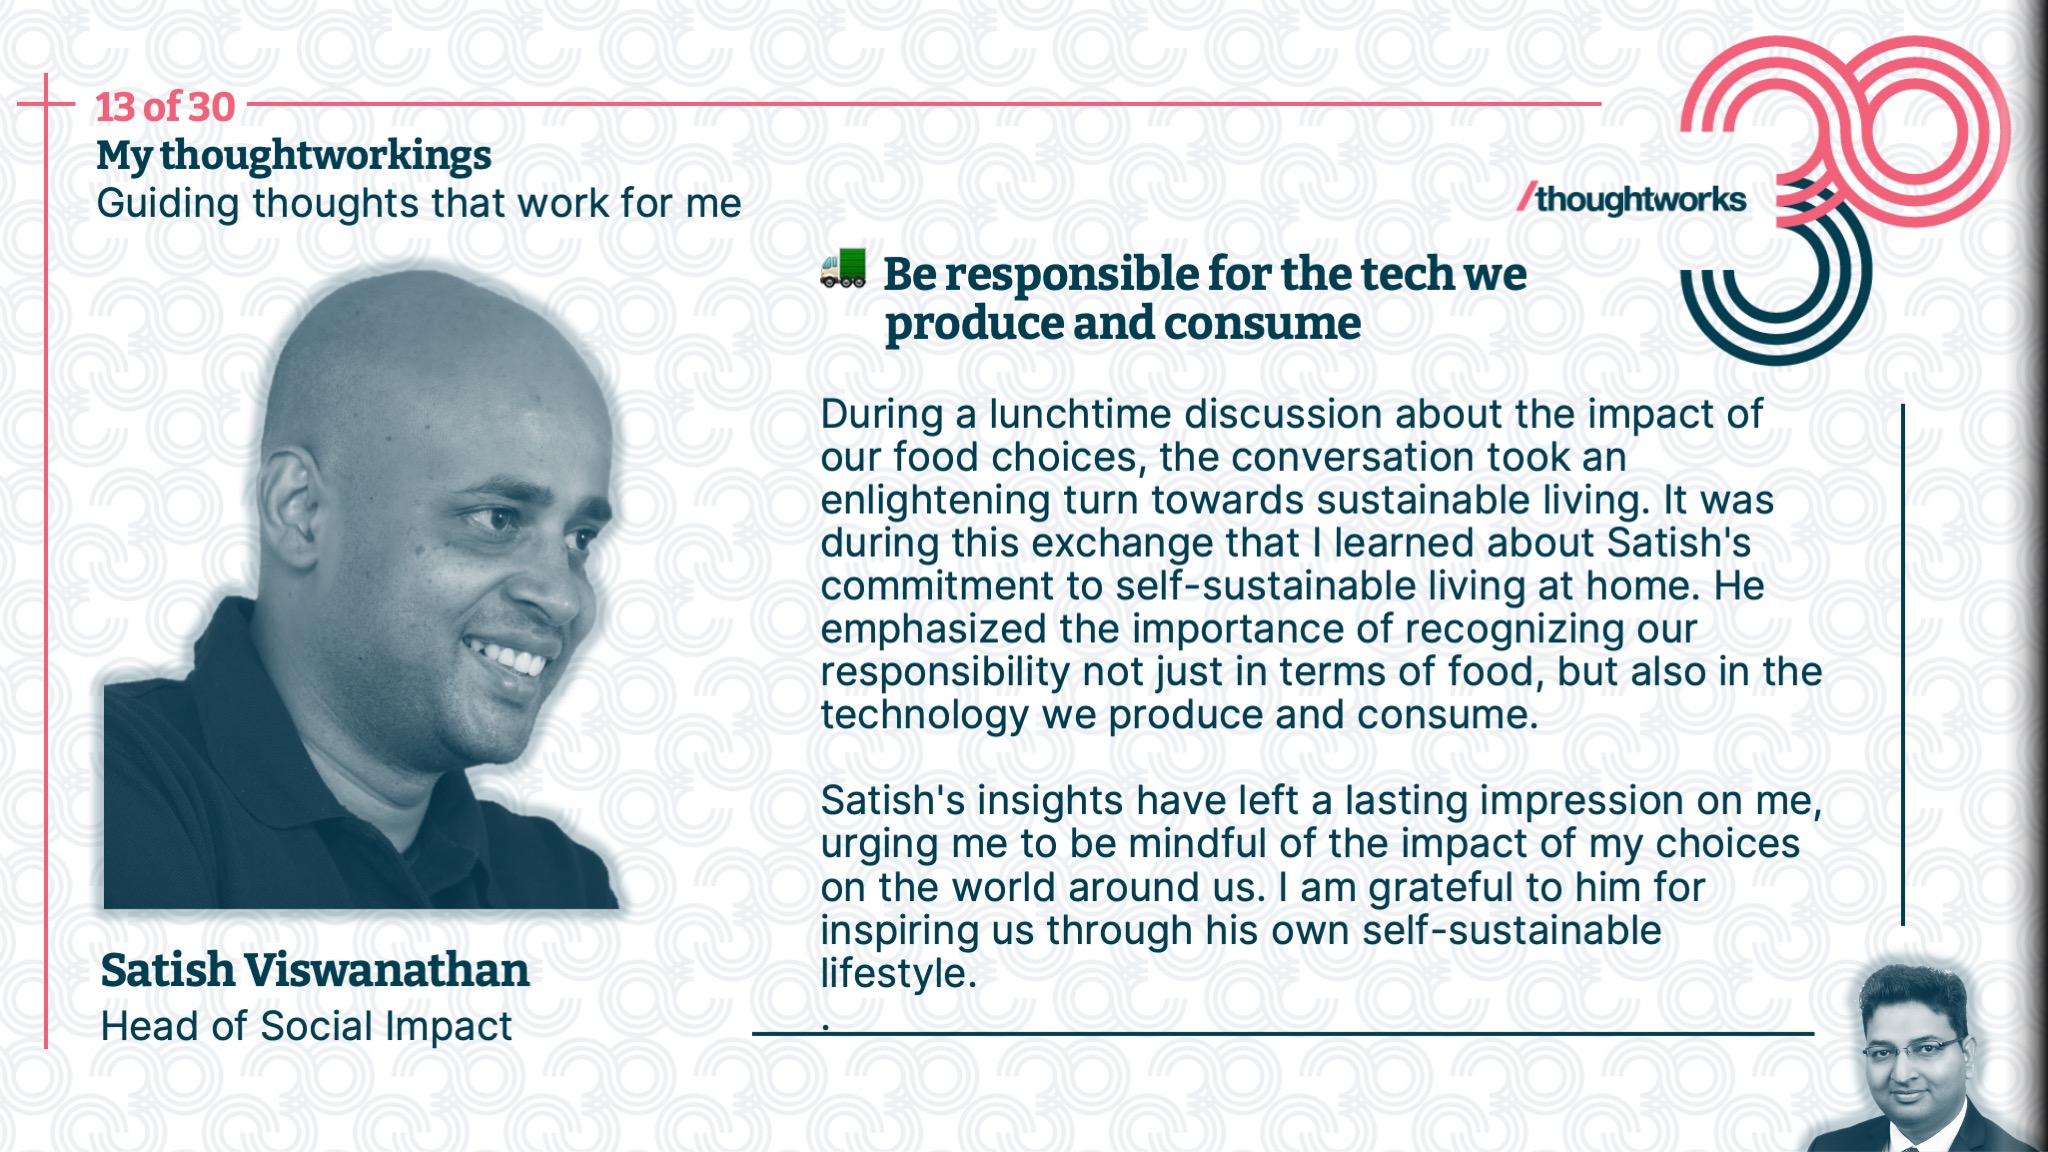 13 of 30
My thoughtworkings
Guiding thoughts that work for me
30
/thoughtworks
Be responsible for the tech we
produce and consume
During a lunchtime discussion about the impact of
our food choices, the conversation took an
enlightening turn towards sustainable living. It was
during this exchange that I learned about Satish's
commitment to self-sustainable living at home. He
emphasized the importance of recognizing our
responsibility not just in terms of food, but also in the
technology we produce and consume.
Satish's insights have left a lasting impression on me,
urging me to be mindful of the impact of my choices
on the world around us. I am grateful to him for
inspiring us through his own self-sustainable
lifestyle.
.
Satish Viswanathan
Head of Social Impact